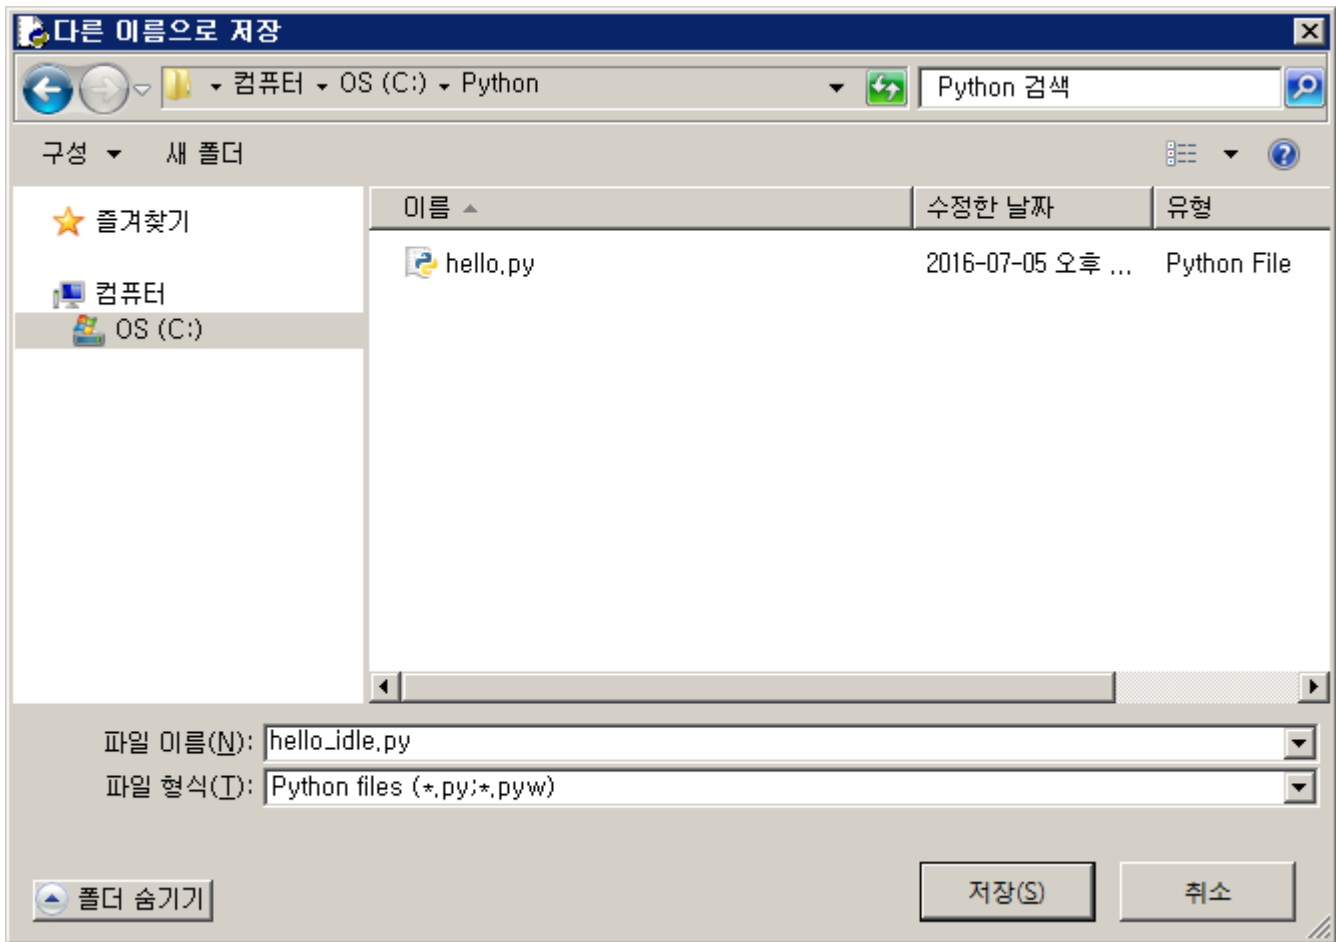 다른 이름으로 저장
컴퓨터 OS (C:) Python Python 검색
구성 새 폴더
이름 수정한 날짜 유형
즐겨찾기
hello.py 2016-07-05 오후 ... Python File
컴퓨터
OS (C:)
파일 이름(N): hello_idle.py
파일 형식(T): Python files (*.py;*.pyw)
폴더 숨기기 저장(S) 취소